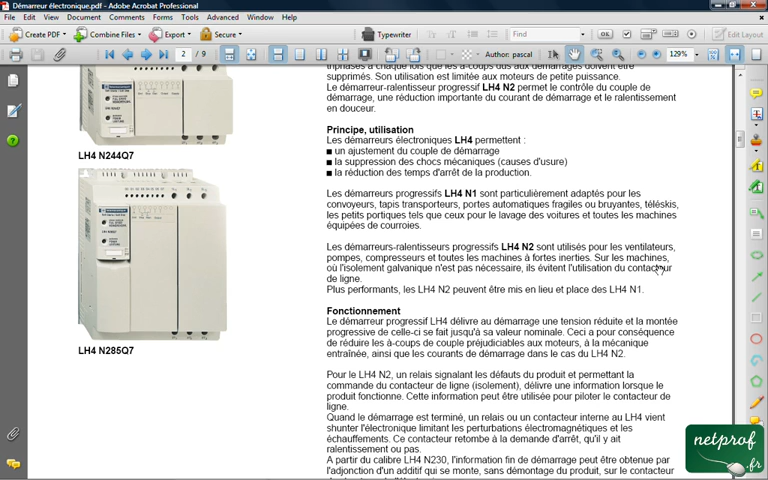 Démarreur électronique.pdf - Adobe Acrobat Professional
File Edit View Document Comments Forms Tools Advanced Window Help
Create PDF Combine Files Export Secure Typewriter Find OK Edit Layout
2 / 9 Author: pascal 129%
triphasés à chaque fois que les à-coups dus aux démarrages doivent être
supprimés. Son utilisation est limitée aux moteurs de petite puissance.
Le démarreur-ralentisseur progressif LH4 N2 permet le contrôle du couple de
démarrage, une réduction importante du courant de démarrage et le ralentissement
en douceur.
LH4 N244Q7
Principe, utilisation
Les démarreurs électroniques LH4 permettent :
■ un ajustement du couple de démarrage
■ la suppression des chocs mécaniques (causes d'usure)
■ la réduction des temps d'arrêt de la production.
Les démarreurs progressifs LH4 N1 sont particulièrement adaptés pour les
convoyeurs, tapis transporteurs, portes automatiques fragiles ou bruyantes, téléskis,
les petits portiques tels que ceux pour le lavage des voitures et toutes les machines
équipées de courroies.
Les démarreurs-ralentisseurs progressifs LH4 N2 sont utilisés pour les ventilateurs,
pompes, compresseurs et toutes les machines à fortes inerties. Sur les machines,
où l'isolement galvanique n'est pas nécessaire, ils évitent l'utilisation du contacteur
de ligne.
Plus performants, les LH4 N2 peuvent être mis en lieu et place des LH4 N1.
LH4 N285Q7
Fonctionnement
Le démarreur progressif LH4 délivre au démarrage une tension réduite et la montée
progressive de celle-ci se fait jusqu'à sa valeur nominale. Ceci a pour conséquence
de réduire les à-coups de couple préjudiciables aux moteurs, à la mécanique
entraînée, ainsi que les courants de démarrage dans le cas du LH4 N2.
Pour le LH4 N2, un relais signalant les défauts du produit et permettant la
commande du contacteur de ligne (isolement), délivre une information lorsque le
produit fonctionne. Cette information peut être utilisée pour piloter le contacteur de
ligne.
Quand le démarrage est terminé, un relais ou un contacteur interne au LH4 vient
shunter l'électronique limitant les perturbations électromagnétiques et les
échauffements. Ce contacteur retombe à la demande d'arrêt, qu'il y ait
ralentissement ou pas.
A partir du calibre LH4 N230, l'information fin de démarrage peut être obtenue par
l'adjonction d'un additif qui se monte, sans démontage du produit, sur le contacteur
netprof
.fr